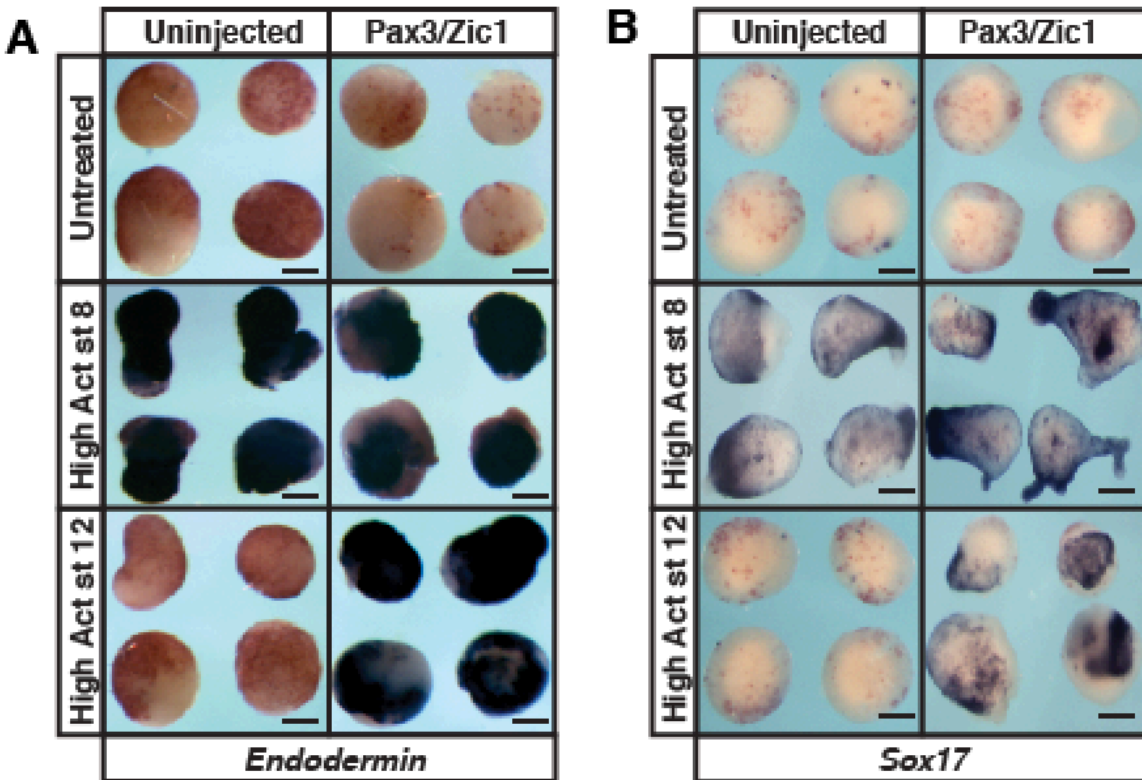 A
Uninjected
Pax3/Zic1
Untreated
High Act st 8
High Act st 12
Endodermin
B
Uninjected
Pax3/Zic1
Untreated
High Act st 8
High Act st 12
Sox17